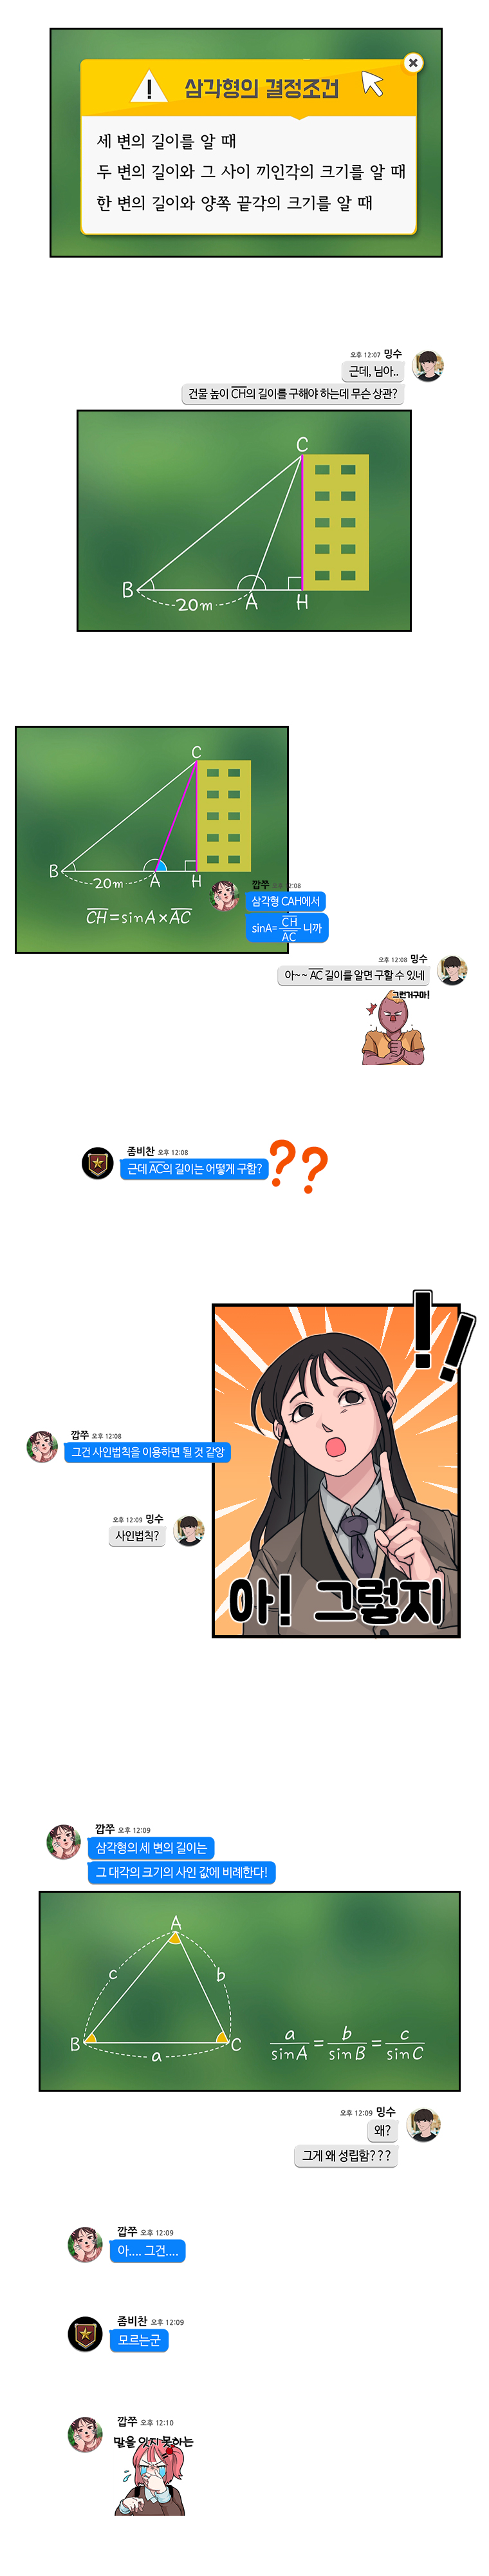 삼각형의 결정조건
세 변의 길이를 알 때
두 변의 길이와 그 사이 끼인각의 크기를 알 때
한 변의 길이와 양쪽 끝각의 크기를 알 때
오후 12:07 밍수
근데, 님아..
건물 높이 CH의 길이를 구해야 하는데 무슨 상관?
C
B
20m
A
H
C
B
20m
A
H
CH=sinA×AC
깝쭈 오후 12:08
삼각형 CAH에서
sinA= CH/AC 니까
오후 12:08 밍수
아~~ AC 길이를 알면 구할 수 있네
그런거구마!
좀비찬 오후 12:08
근데 AC의 길이는 어떻게 구함?
??
!!
깝쭈 오후 12:08
그건 사인법칙을 이용하면 될 것 같앙
오후 12:09 밍수
사인법칙?
아! 그렇지
깝쭈 오후 12:09
삼각형의 세 변의 길이는
그 대각의 크기의 사인 값에 비례한다!
A
c
b
B
a
C
a/sinA = b/sinB = c/sinC
오후 12:09 밍수
왜?
그게 왜 성립함???
깝쭈 오후 12:09
아.... 그건....
좀비찬 오후 12:09
모르는군
깝쭈 오후 12:10
말을 잇지 못하는